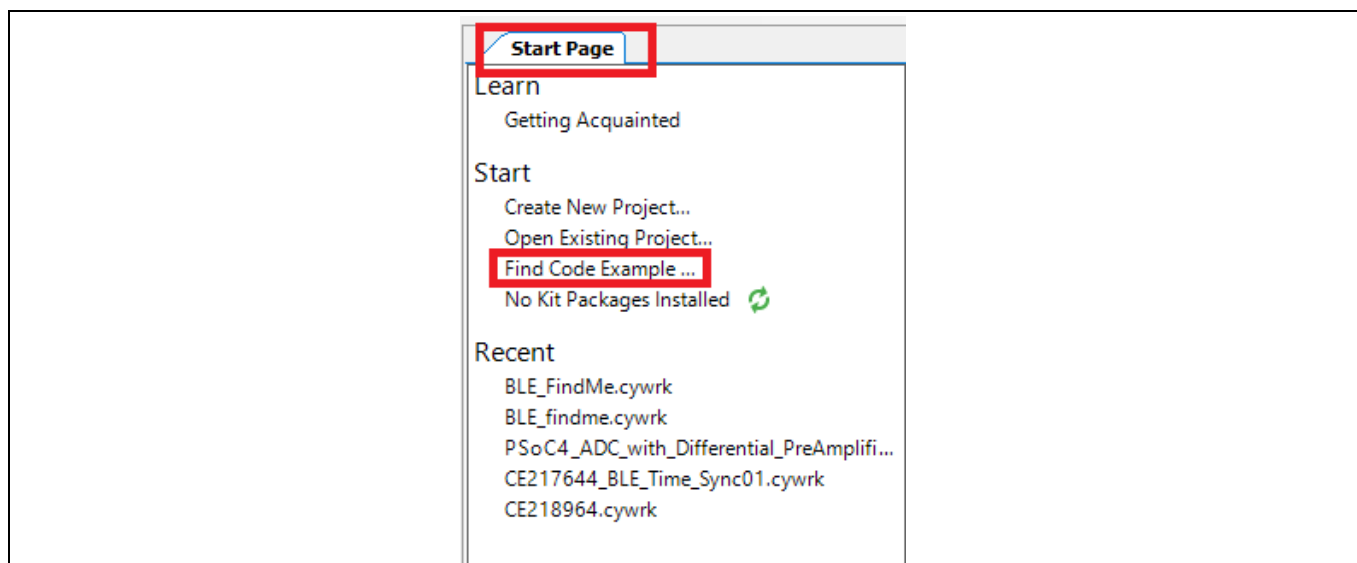 Start Page
Learn
Getting Acquainted
Start
Create New Project...
Open Existing Project...
Find Code Example ...
No Kit Packages Installed
Recent
BLE_FindMe.cywrk
BLE_findme.cywrk
PSoC4_ADC_with_Differential_PreAmplifi...
CE217644_BLE_Time_Sync01.cywrk
CE218964.cywrk